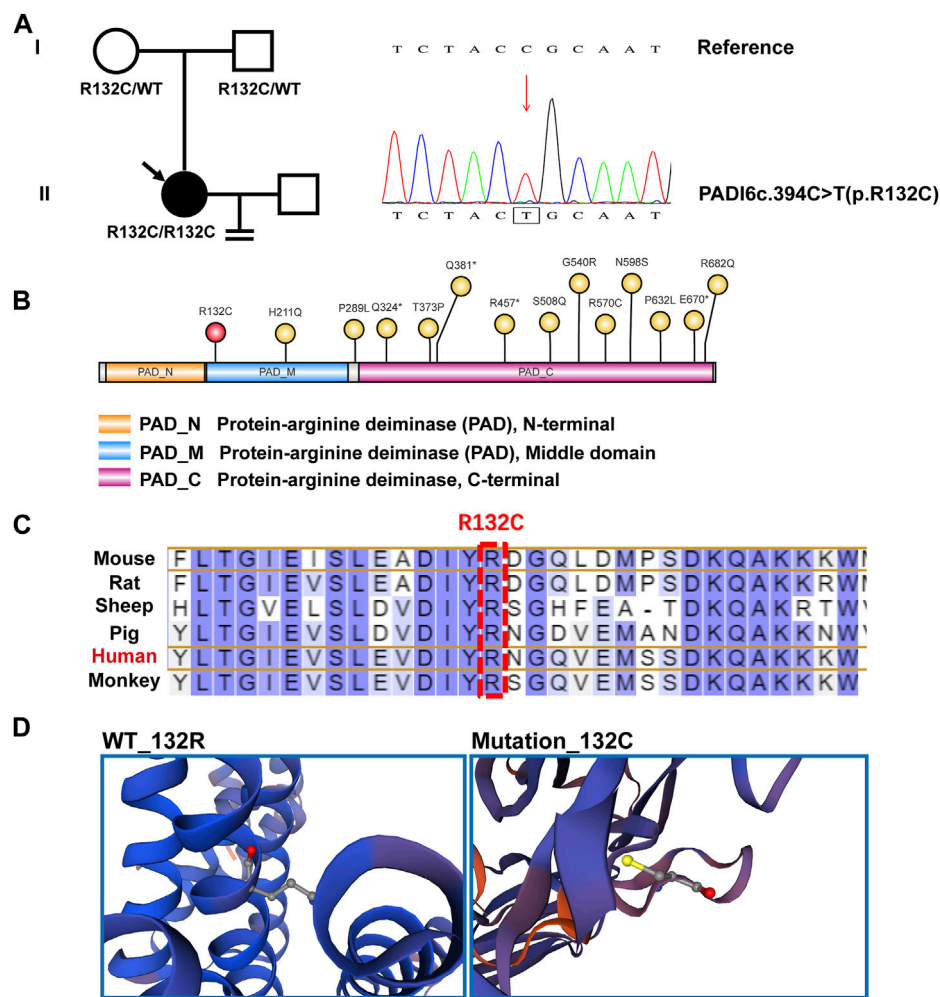 A
I
T C T A C C G C A A T Reference
R132C/WT R132C/WT
II
PADI6c.394C>T(p.R132C)
T C T A C T G C A A T
R132C/R132C
B
Q381* G540R N598S R682Q
R132C H211Q P289L Q324* T373P R457* S508Q R570C P632L E670*
PAD_N PAD_M PAD_C
PAD_N Protein-arginine deiminase (PAD), N-terminal
PAD_M Protein-arginine deiminase (PAD), Middle domain
PAD_C Protein-arginine deiminase, C-terminal
C
R132C
Mouse F L T G I E I S L E A D I Y R D G Q L D M P S D K Q A K K K W M
Rat F L T G I E V S L E A D I Y R D G Q L D M P S D K Q A K K R W M
Sheep H L T G V E L S L D V D I Y R S G H F E A - T D K Q A K R T W V
Pig Y L T G I E V S L D V D I Y R N G D V E M A N D K Q A K K N W
Human Y L T G I E V S L E V D I Y R N G Q V E M S S D K Q A K K K W
Monkey Y L T G I E V S L E V D I Y R S G Q V E M S S D K Q A K K K W
D
WT_132R Mutation_132C